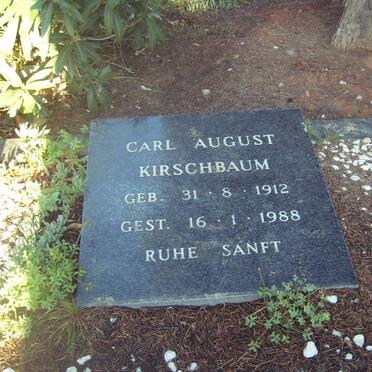 CARL AUGUST
KIRSCHBAUM
GEB. 31 · 8 · 1912
GEST. 16 · 1 · 1988
RUHE SANFT